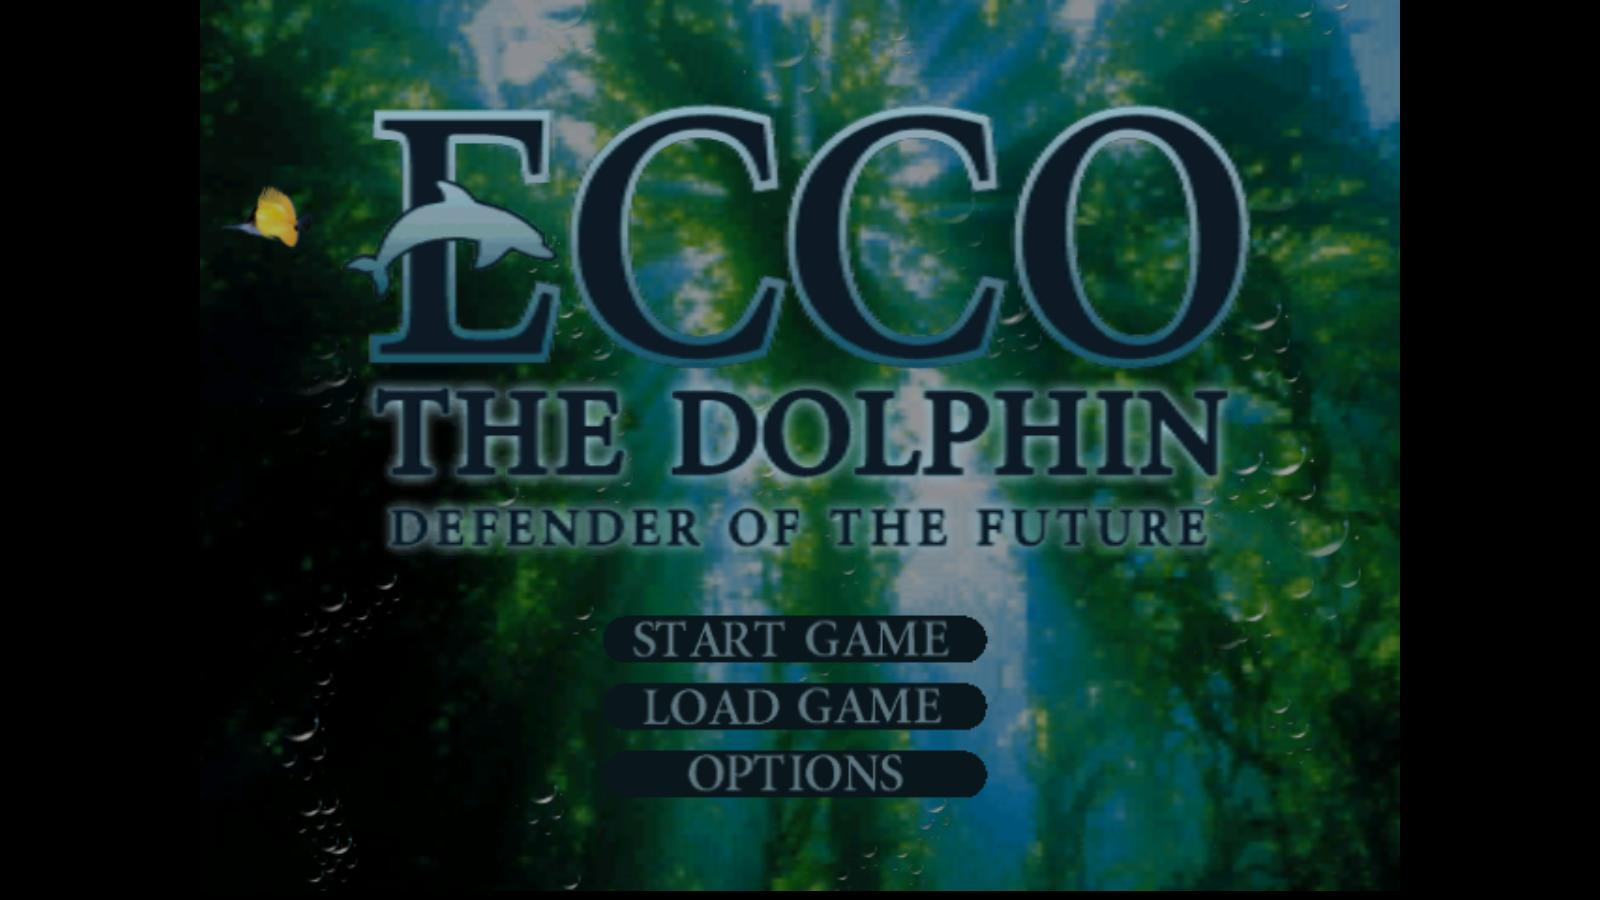 ECCO
THE DOLPHIN
DEFENDER OF THE FUTURE
START GAME
LOAD GAME
OPTIONS